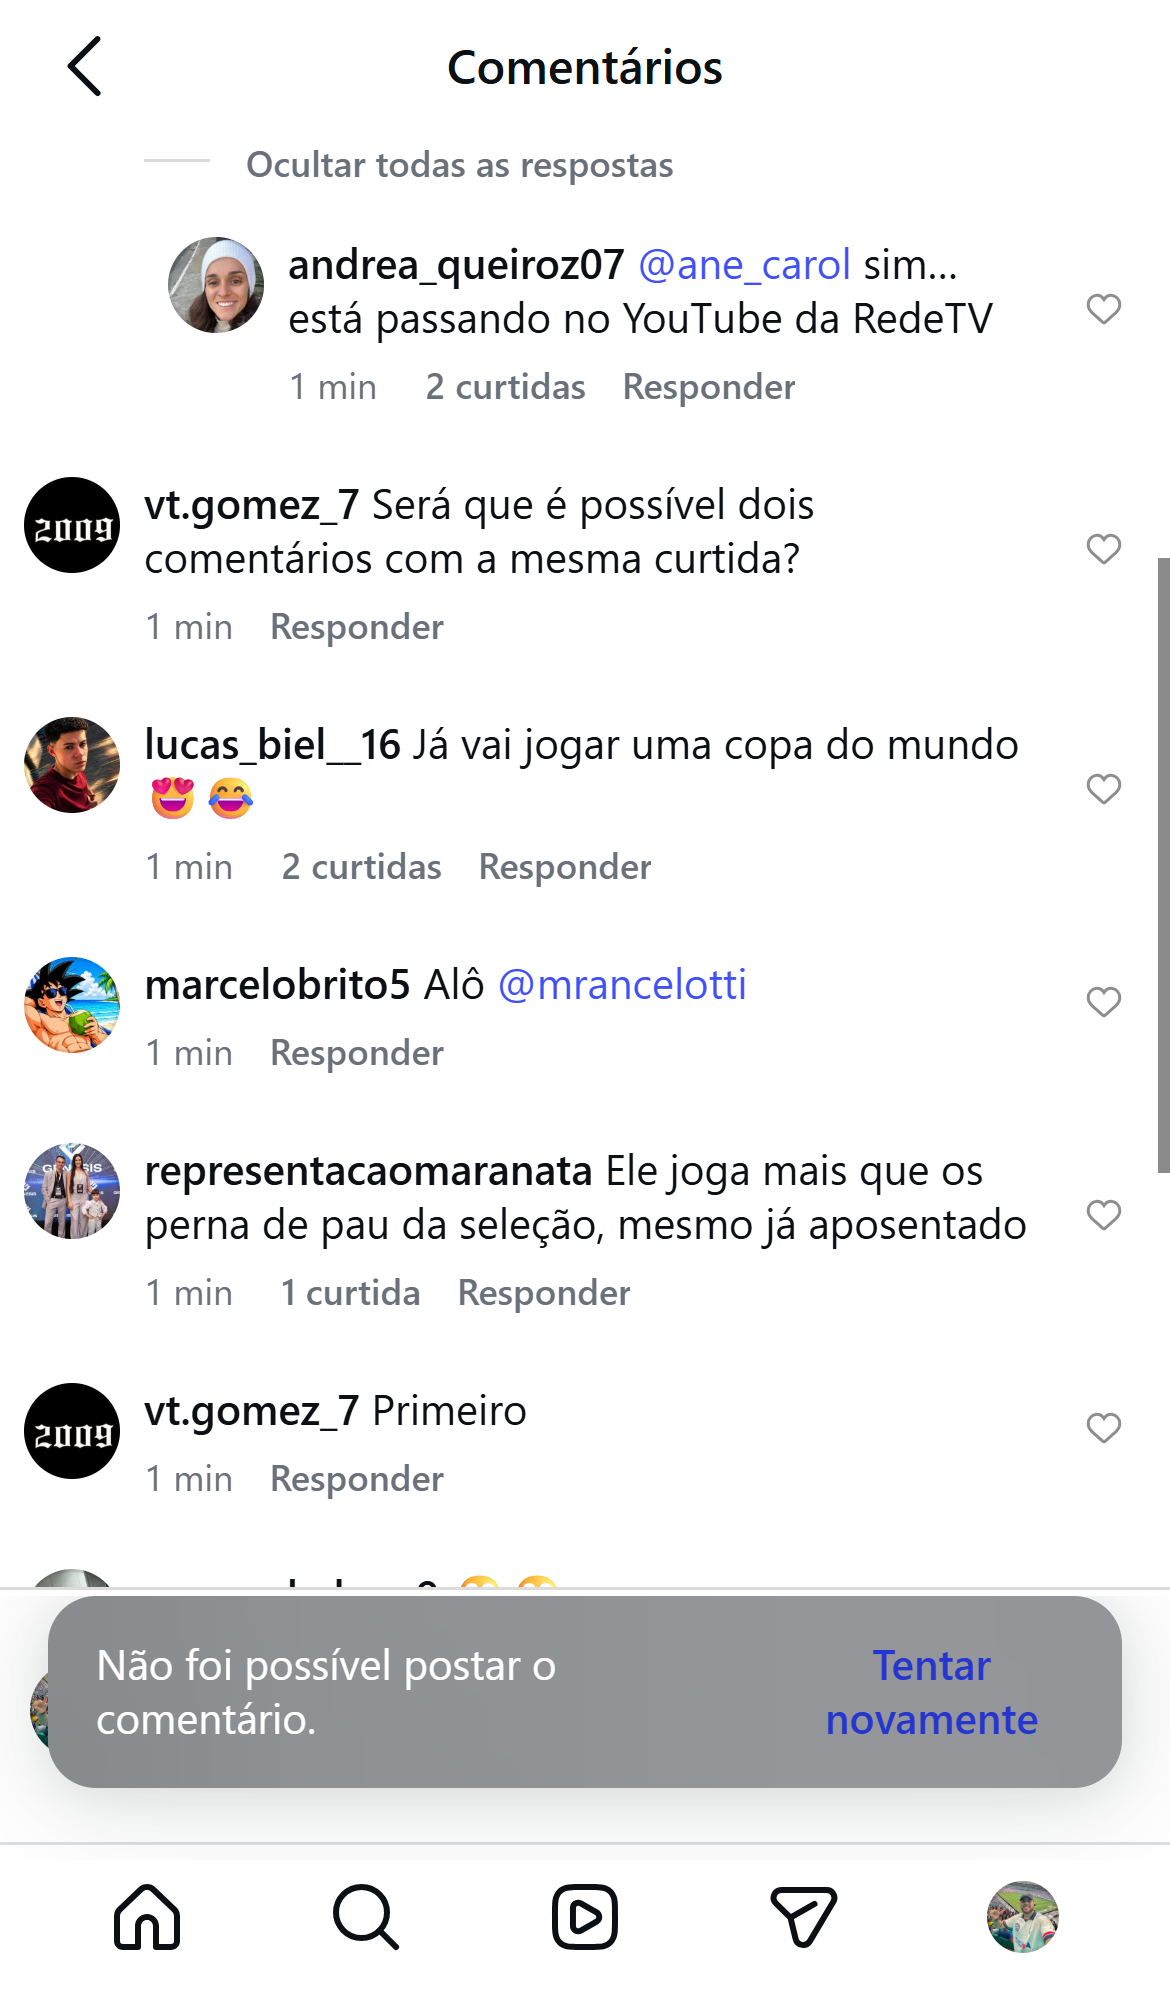 Comentários
Ocultar todas as respostas
andrea_queiroz07 @ane_carol sim...
está passando no YouTube da RedeTV
1 min 2 curtidas Responder
2009
vt.gomez_7 Será que é possível dois
comentários com a mesma curtida?
1 min Responder
lucas_biel__16 Já vai jogar uma copa do mundo
😍😂
1 min 2 curtidas Responder
marcelobrito5 Alô @mrancelotti
1 min Responder
representacaomaranata Ele joga mais que os
perna de pau da seleção, mesmo já aposentado
1 min 1 curtida Responder
2009
vt.gomez_7 Primeiro
1 min Responder
Não foi possível postar o
comentário.
Tentar
novamente